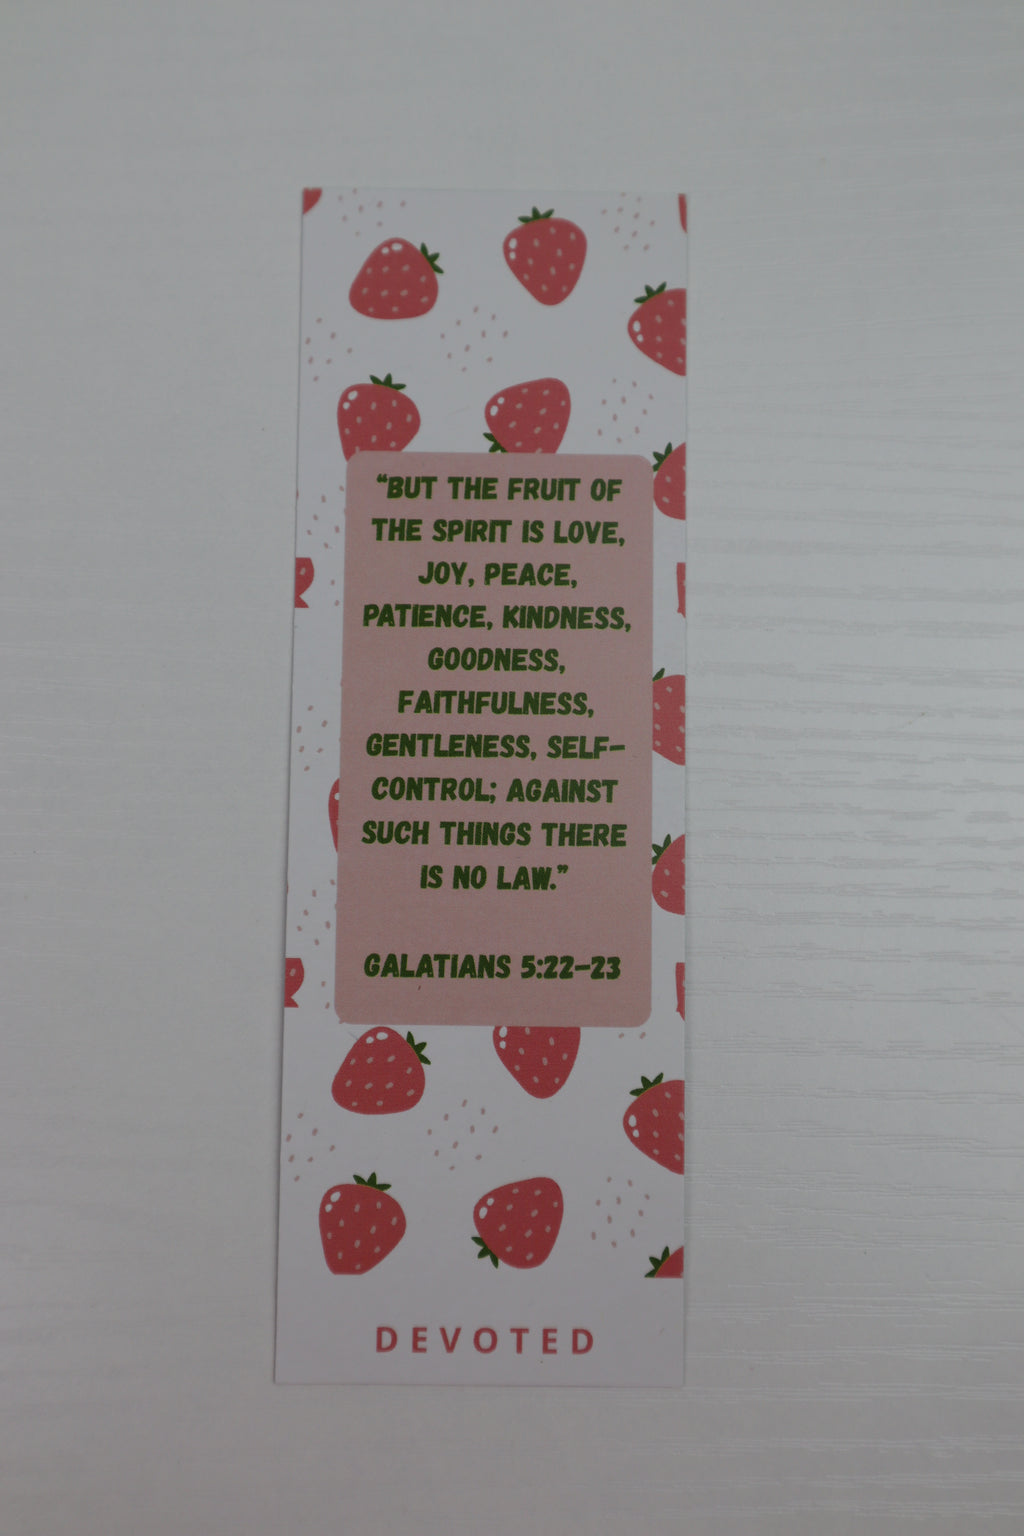 “BUT THE FRUIT OF
THE SPIRIT IS LOVE,
JOY, PEACE,
PATIENCE, KINDNESS,
GOODNESS,
FAITHFULNESS,
GENTLENESS, SELF-
CONTROL; AGAINST
SUCH THINGS THERE
IS NO LAW.”
GALATIANS 5:22-23
DEVOTED